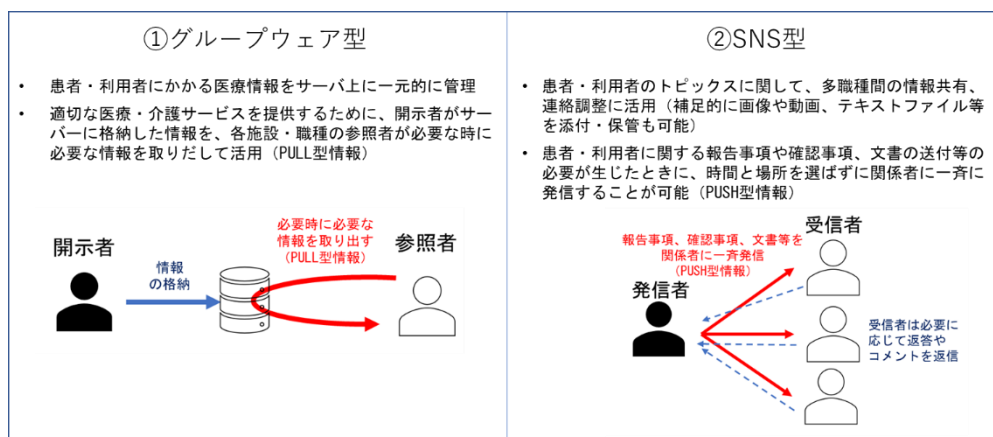 ①グループウェア型
• 患者・利用者にかかる医療情報をサーバ上に一元的に管理
• 適切な医療・介護サービスを提供するために、開示者がサー
バーに格納した情報を、各施設・職種の参照者が必要な時に
必要な情報を取りだして活用（PULL型情報）
開示者
情報
の格納
必要時に必要な
情報を取り出す
（PULL型情報）
参照者
②SNS型
• 患者・利用者のトピックスに関して、多職種間の情報共有、
連絡調整に活用（補足的に画像や動画、テキストファイル等
を添付・保管も可能）
• 患者・利用者に関する報告事項や確認事項、文書の送付等の
必要が生じたときに、時間と場所を選ばずに関係者に一斉に
発信することが可能（PUSH型情報）
受信者
報告事項、確認事項、文書等を
関係者に一斉発信
（PUSH型情報）
発信者
受信者は必要に
応じて返答や
コメントを返信